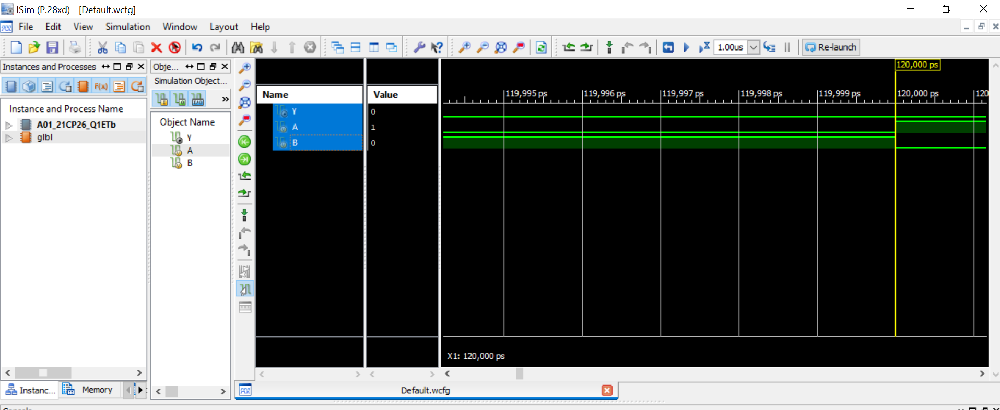 ISim (P.28xd) - [Default.wcfg]
File Edit View Simulation Window Layout Help
1.00us Re-launch
Instances and Processes
Obje...
Simulation Object...
F(x)
I O I/O »
Instance and Process Name
A01_21CP26_Q1ETb
glbl
Object Name
Y
A
B
Name Value
Y 0
A 1
B 0
120,000 ps
119,995 ps 119,996 ps 119,997 ps 119,998 ps 119,999 ps 120,000 ps 120
X1: 120,000 ps
Instanc... Memory
Default.wcfg